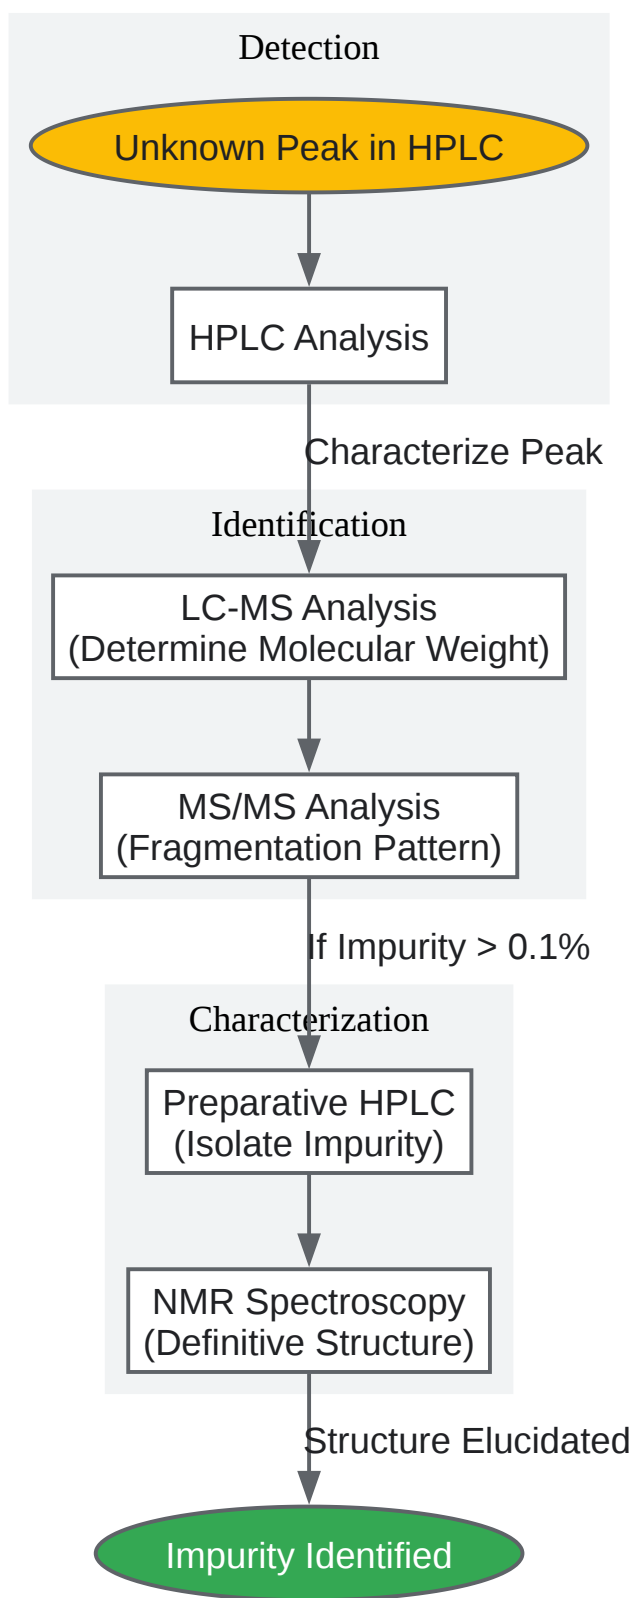 Detection
Unknown Peak in HPLC
HPLC Analysis
Characterize Peak
Identification
LC-MS Analysis
(Determine Molecular Weight)
MS/MS Analysis
(Fragmentation Pattern)
If Impurity > 0.1%
Characterization
Preparative HPLC
(Isolate Impurity)
NMR Spectroscopy
(Definitive Structure)
Structure Elucidated
Impurity Identified